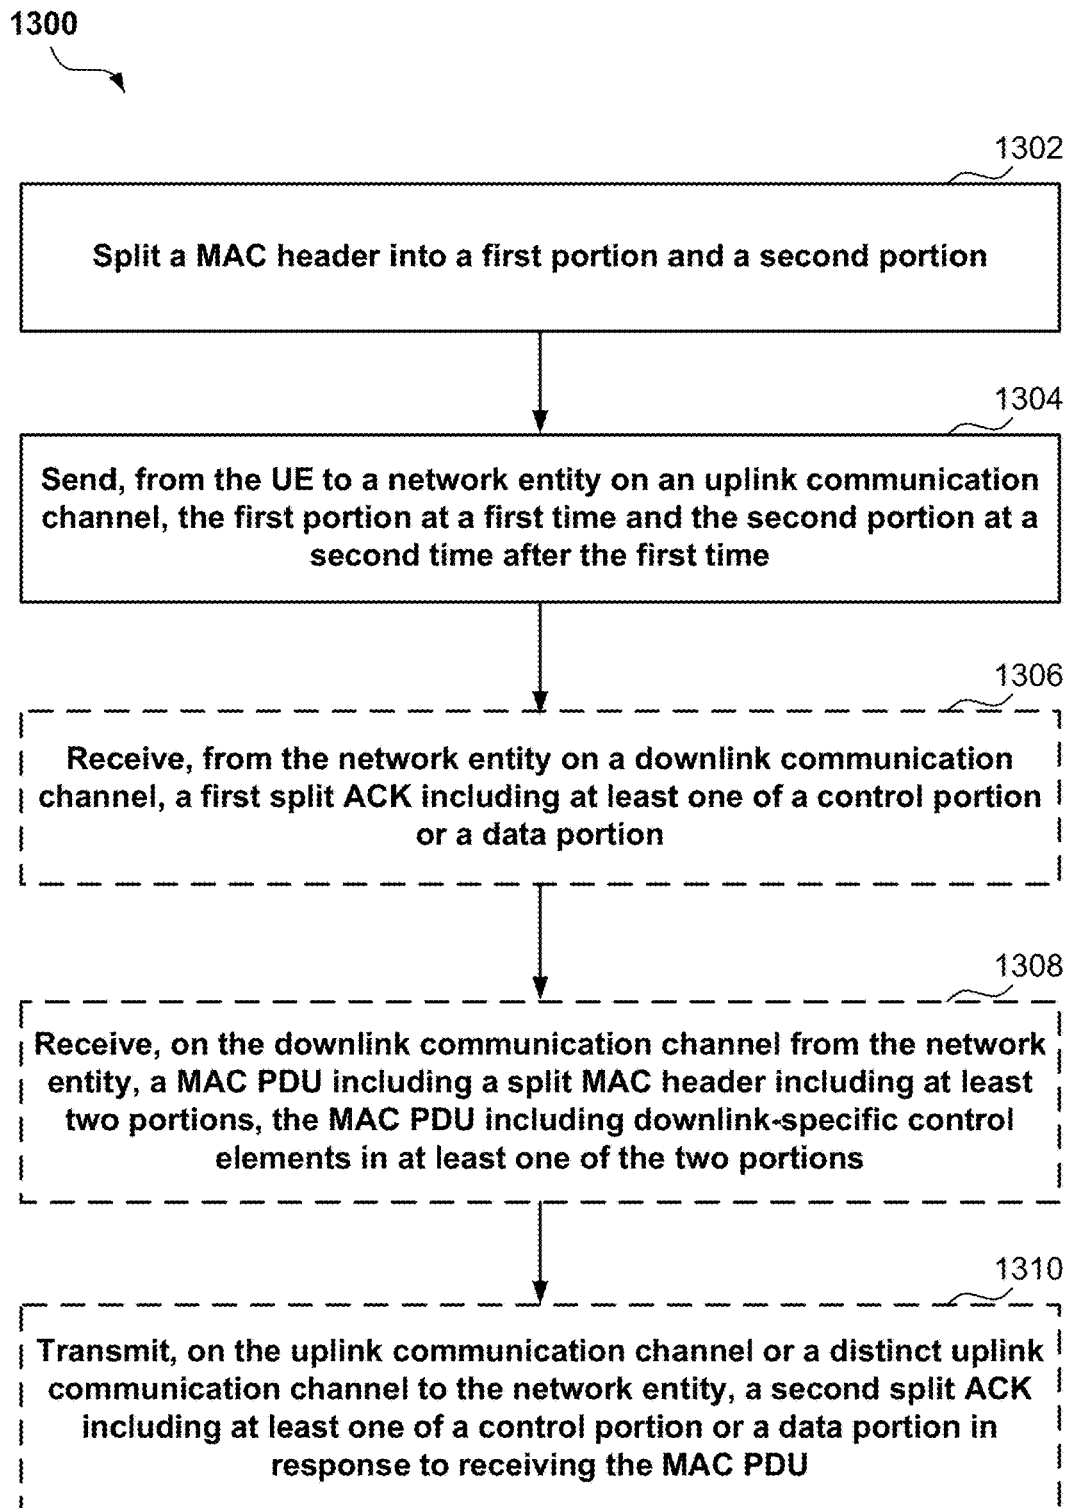 1300
1302
Split a MAC header into a first portion and a second portion
1304
Send, from the UE to a network entity on an uplink communication
channel, the first portion at a first time and the second portion at a
second time after the first time
1306
Receive, from the network entity on a downlink communication
channel, a first split ACK including at least one of a control portion
or a data portion
1308
Receive, on the downlink communication channel from the network
entity, a MAC PDU including a split MAC header including at least
two portions, the MAC PDU including downlink-specific control
elements in at least one of the two portions
1310
Transmit, on the uplink communication channel or a distinct uplink
communication channel to the network entity, a second split ACK
including at least one of a control portion or a data portion in
response to receiving the MAC PDU